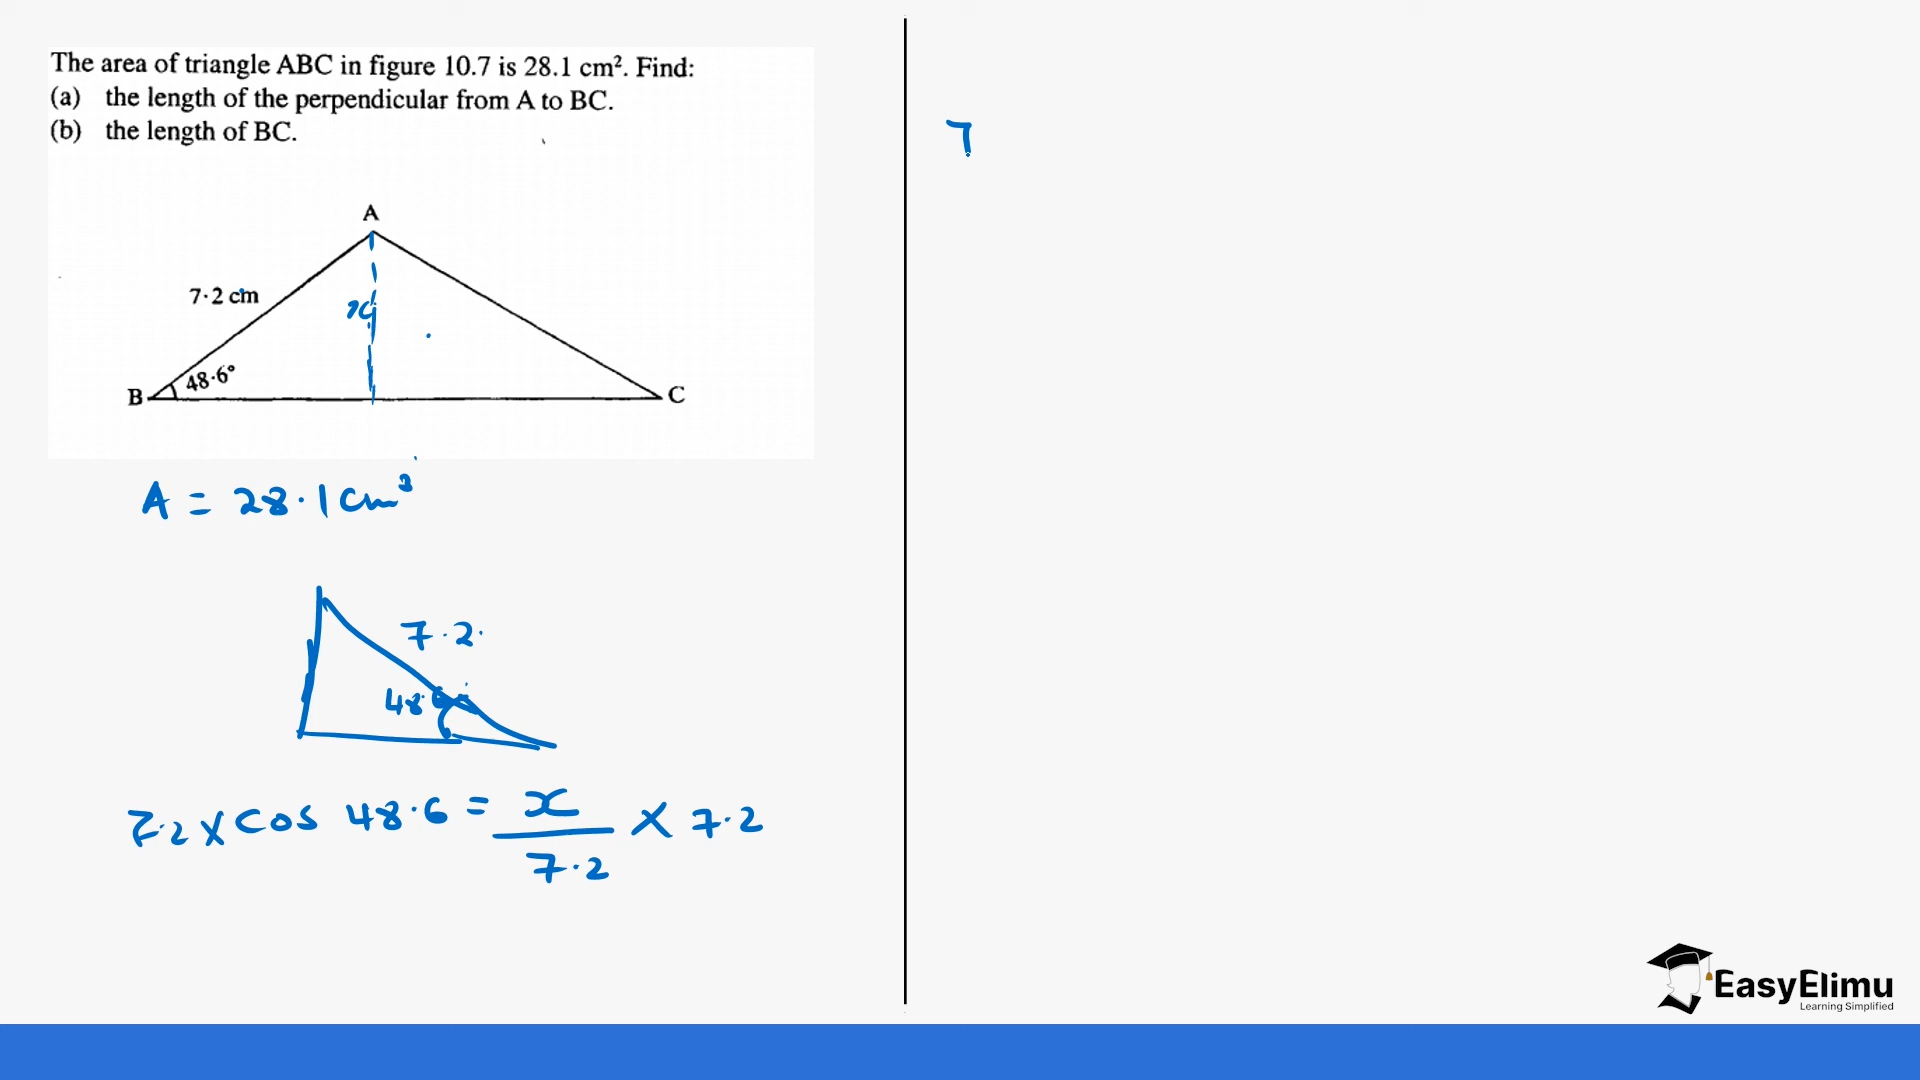 The area of triangle ABC in figure 10.7 is 28.1 cm². Find:
(a) the length of the perpendicular from A to BC.
(b) the length of BC.
A
7·2 cm
x
48·6°
B
C
A = 28.1 cm²
7.2
48.6
7.2 x cos 48.6 = x/7.2 x 7.2
7
EasyElimu
Learning Simplified